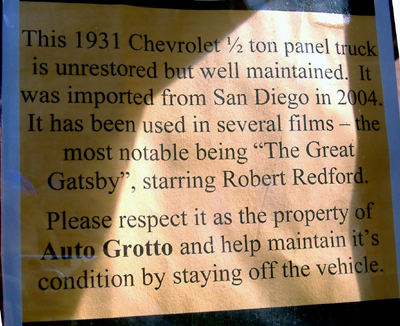 This 1931 Chevrolet ½ ton panel truck
is unrestored but well maintained. It
was imported from San Diego in 2004.
It has been used in several films – the
most notable being “The Great
Gatsby”, starring Robert Redford.
Please respect it as the property of
Auto Grotto and help maintain it’s
condition by staying off the vehicle.